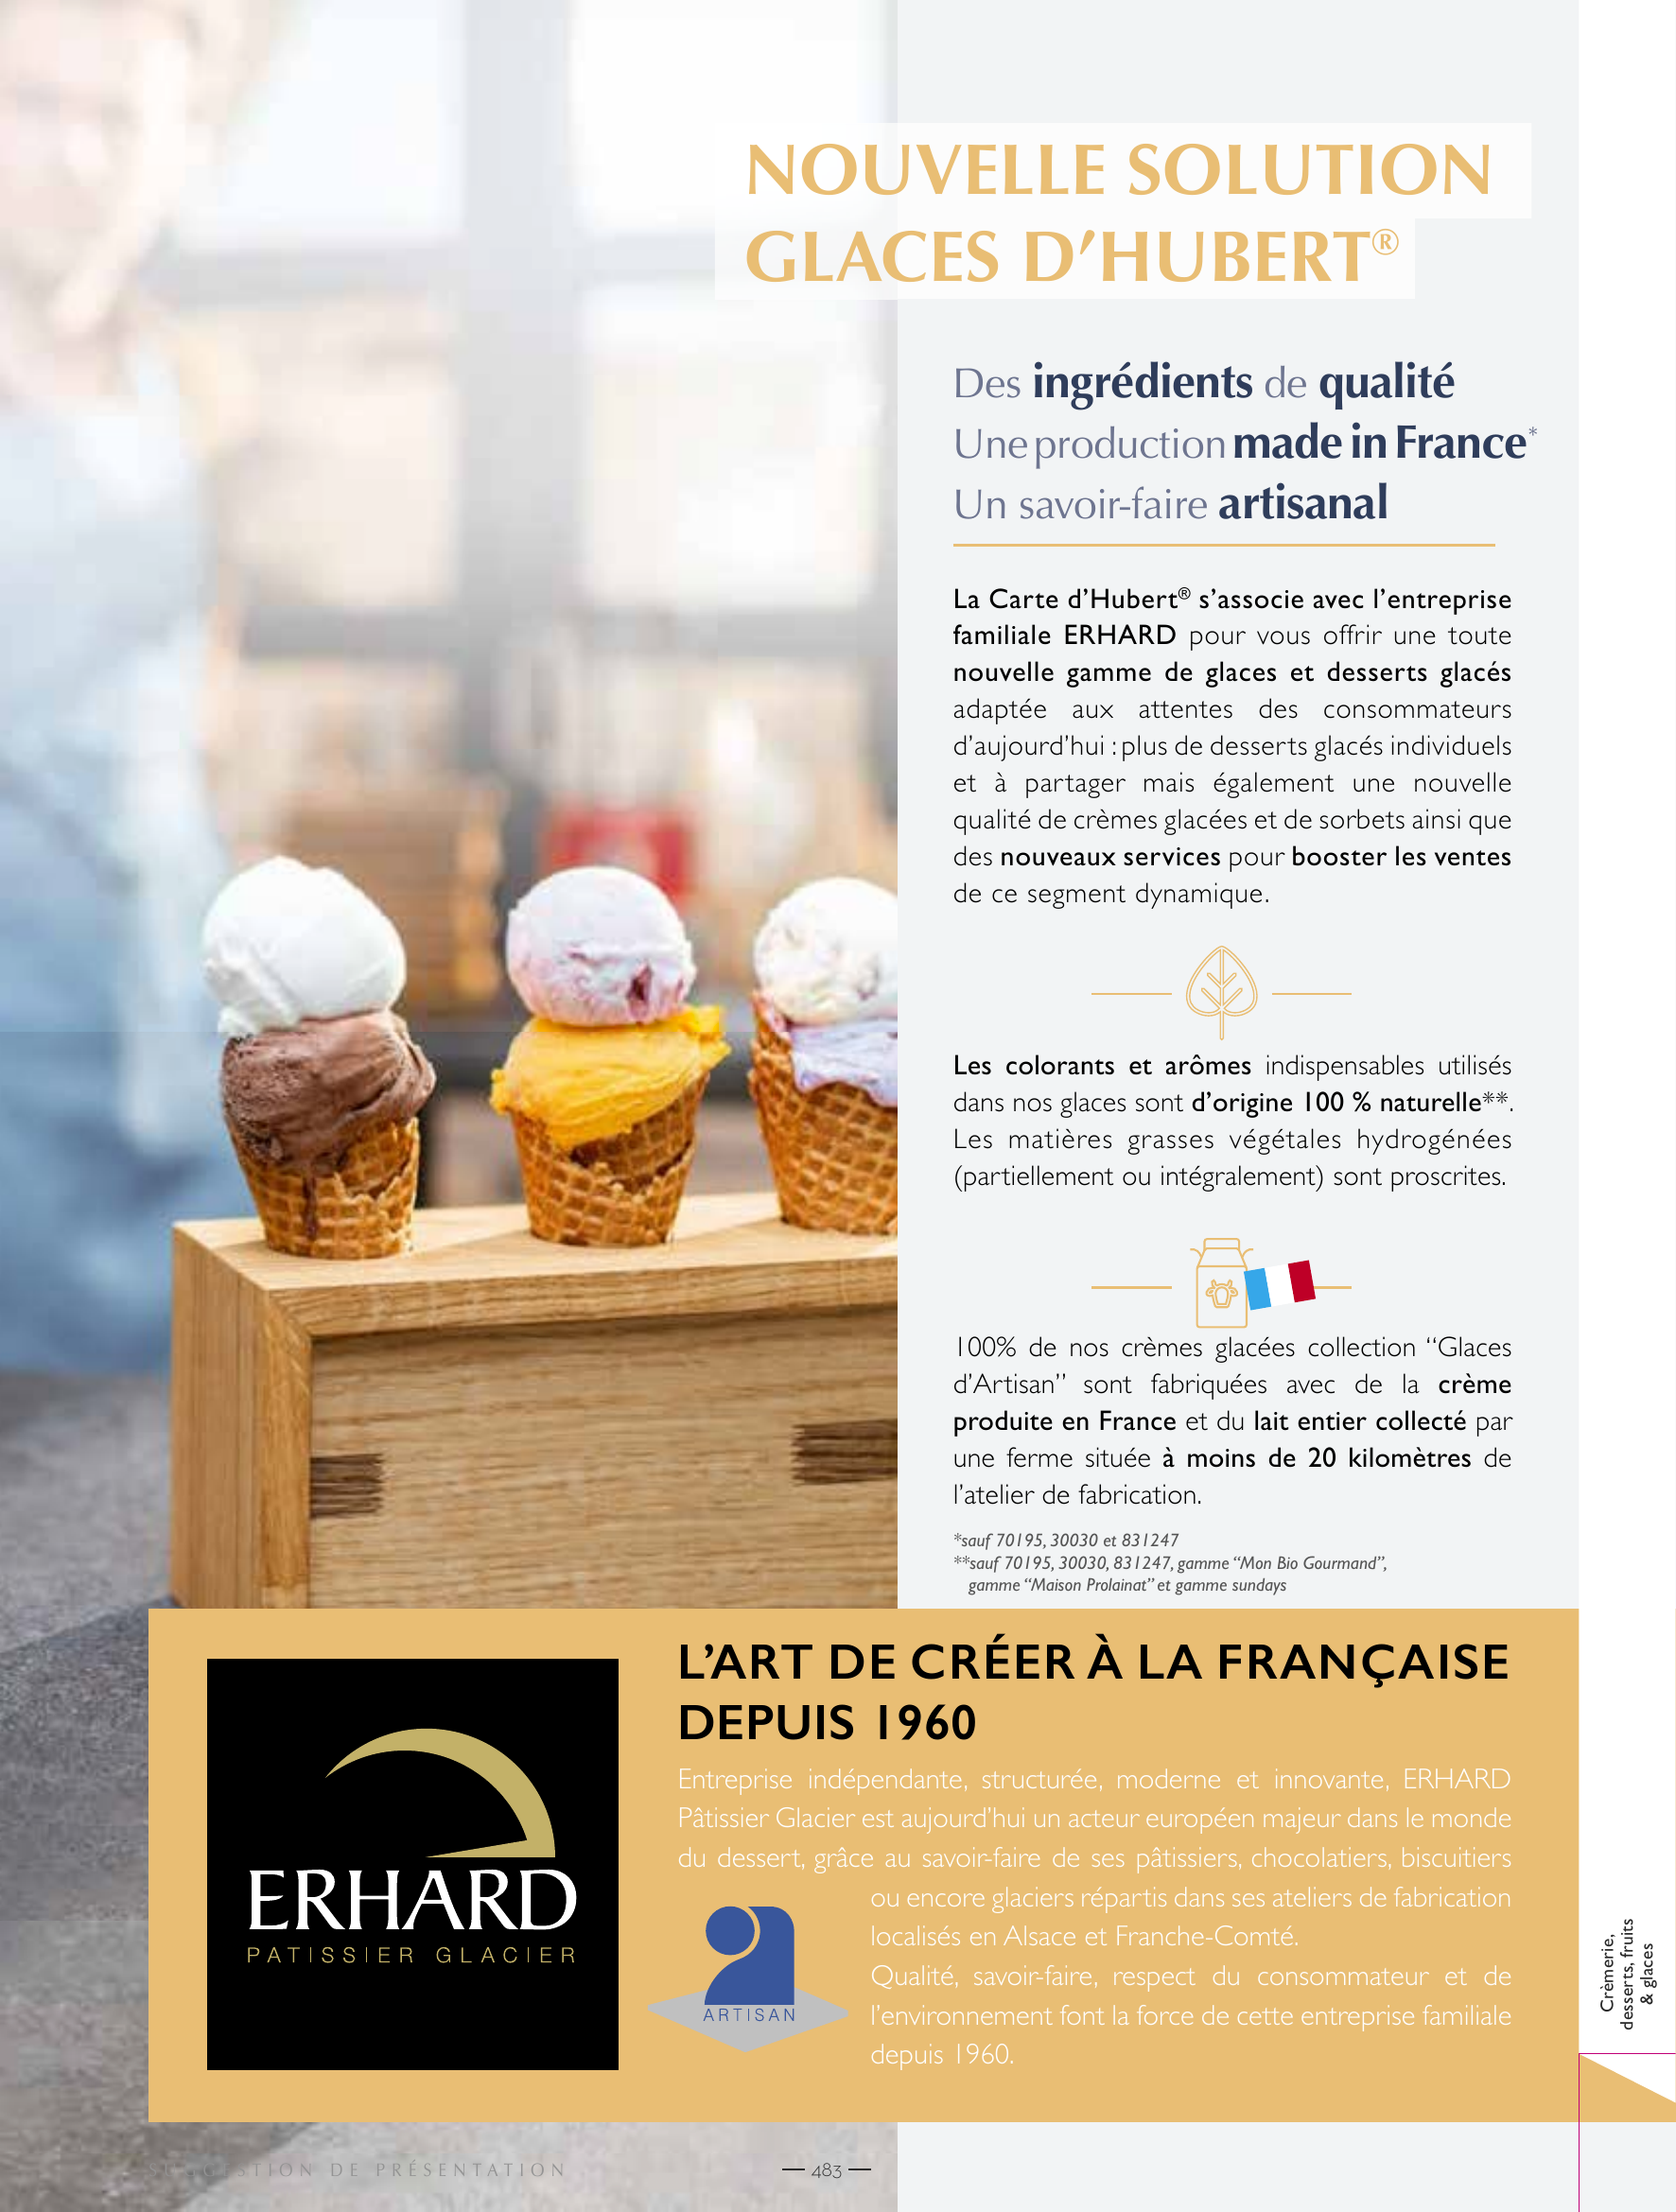 NOUVELLE SOLUTION
GLACES D’HUBERT®
Des ingrédients de qualité
Une production made in France*
Un savoir-faire artisanal
La Carte d’Hubert® s’associe avec l’entreprise
familiale ERHARD pour vous offrir une toute
nouvelle gamme de glaces et desserts glacés
adaptée aux attentes des consommateurs
d’aujourd’hui : plus de desserts glacés individuels
et à partager mais également une nouvelle
qualité de crèmes glacées et de sorbets ainsi que
des nouveaux services pour booster les ventes
de ce segment dynamique.
Les colorants et arômes indispensables utilisés
dans nos glaces sont d’origine 100 % naturelle**.
Les matières grasses végétales hydrogénées
(partiellement ou intégralement) sont proscrites.
100% de nos crèmes glacées collection “Glaces
d’Artisan” sont fabriquées avec de la crème
produite en France et du lait entier collecté par
une ferme située à moins de 20 kilomètres de
l’atelier de fabrication.
*sauf 70195, 30030 et 831247
**sauf 70195, 30030, 831247, gamme “Mon Bio Gourmand”,
gamme “Maison Prolainat” et gamme sundays
ERHARD
PATISSIER GLACIER
L’ART DE CRÉER À LA FRANÇAISE
DEPUIS 1960
Entreprise indépendante, structurée, moderne et innovante, ERHARD
Pâtissier Glacier est aujourd’hui un acteur européen majeur dans le monde
du dessert, grâce au savoir-faire de ses pâtissiers, chocolatiers, biscuitiers
ou encore glaciers répartis dans ses ateliers de fabrication
localisés en Alsace et Franche-Comté.
Qualité, savoir-faire, respect du consommateur et de
l’environnement font la force de cette entreprise familiale
depuis 1960.
ARTISAN
Crèmerie,
desserts, fruits
& glaces
SUGGESTION DE PRÉSENTATION
483